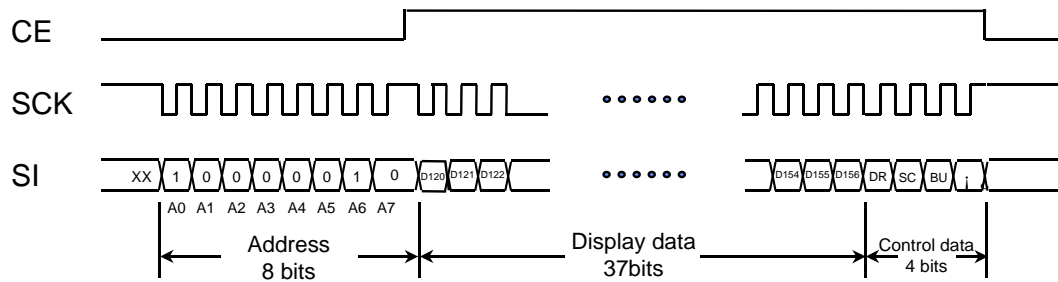 CE
SCK
SI
XX 1 0 0 0 0 0 1 0 D120 D121 D122 D154 D155 D156 DR SC BU ¡
A0 A1 A2 A3 A4 A5 A6 A7
Address
8 bits
Display data
37bits
Control data
4 bits